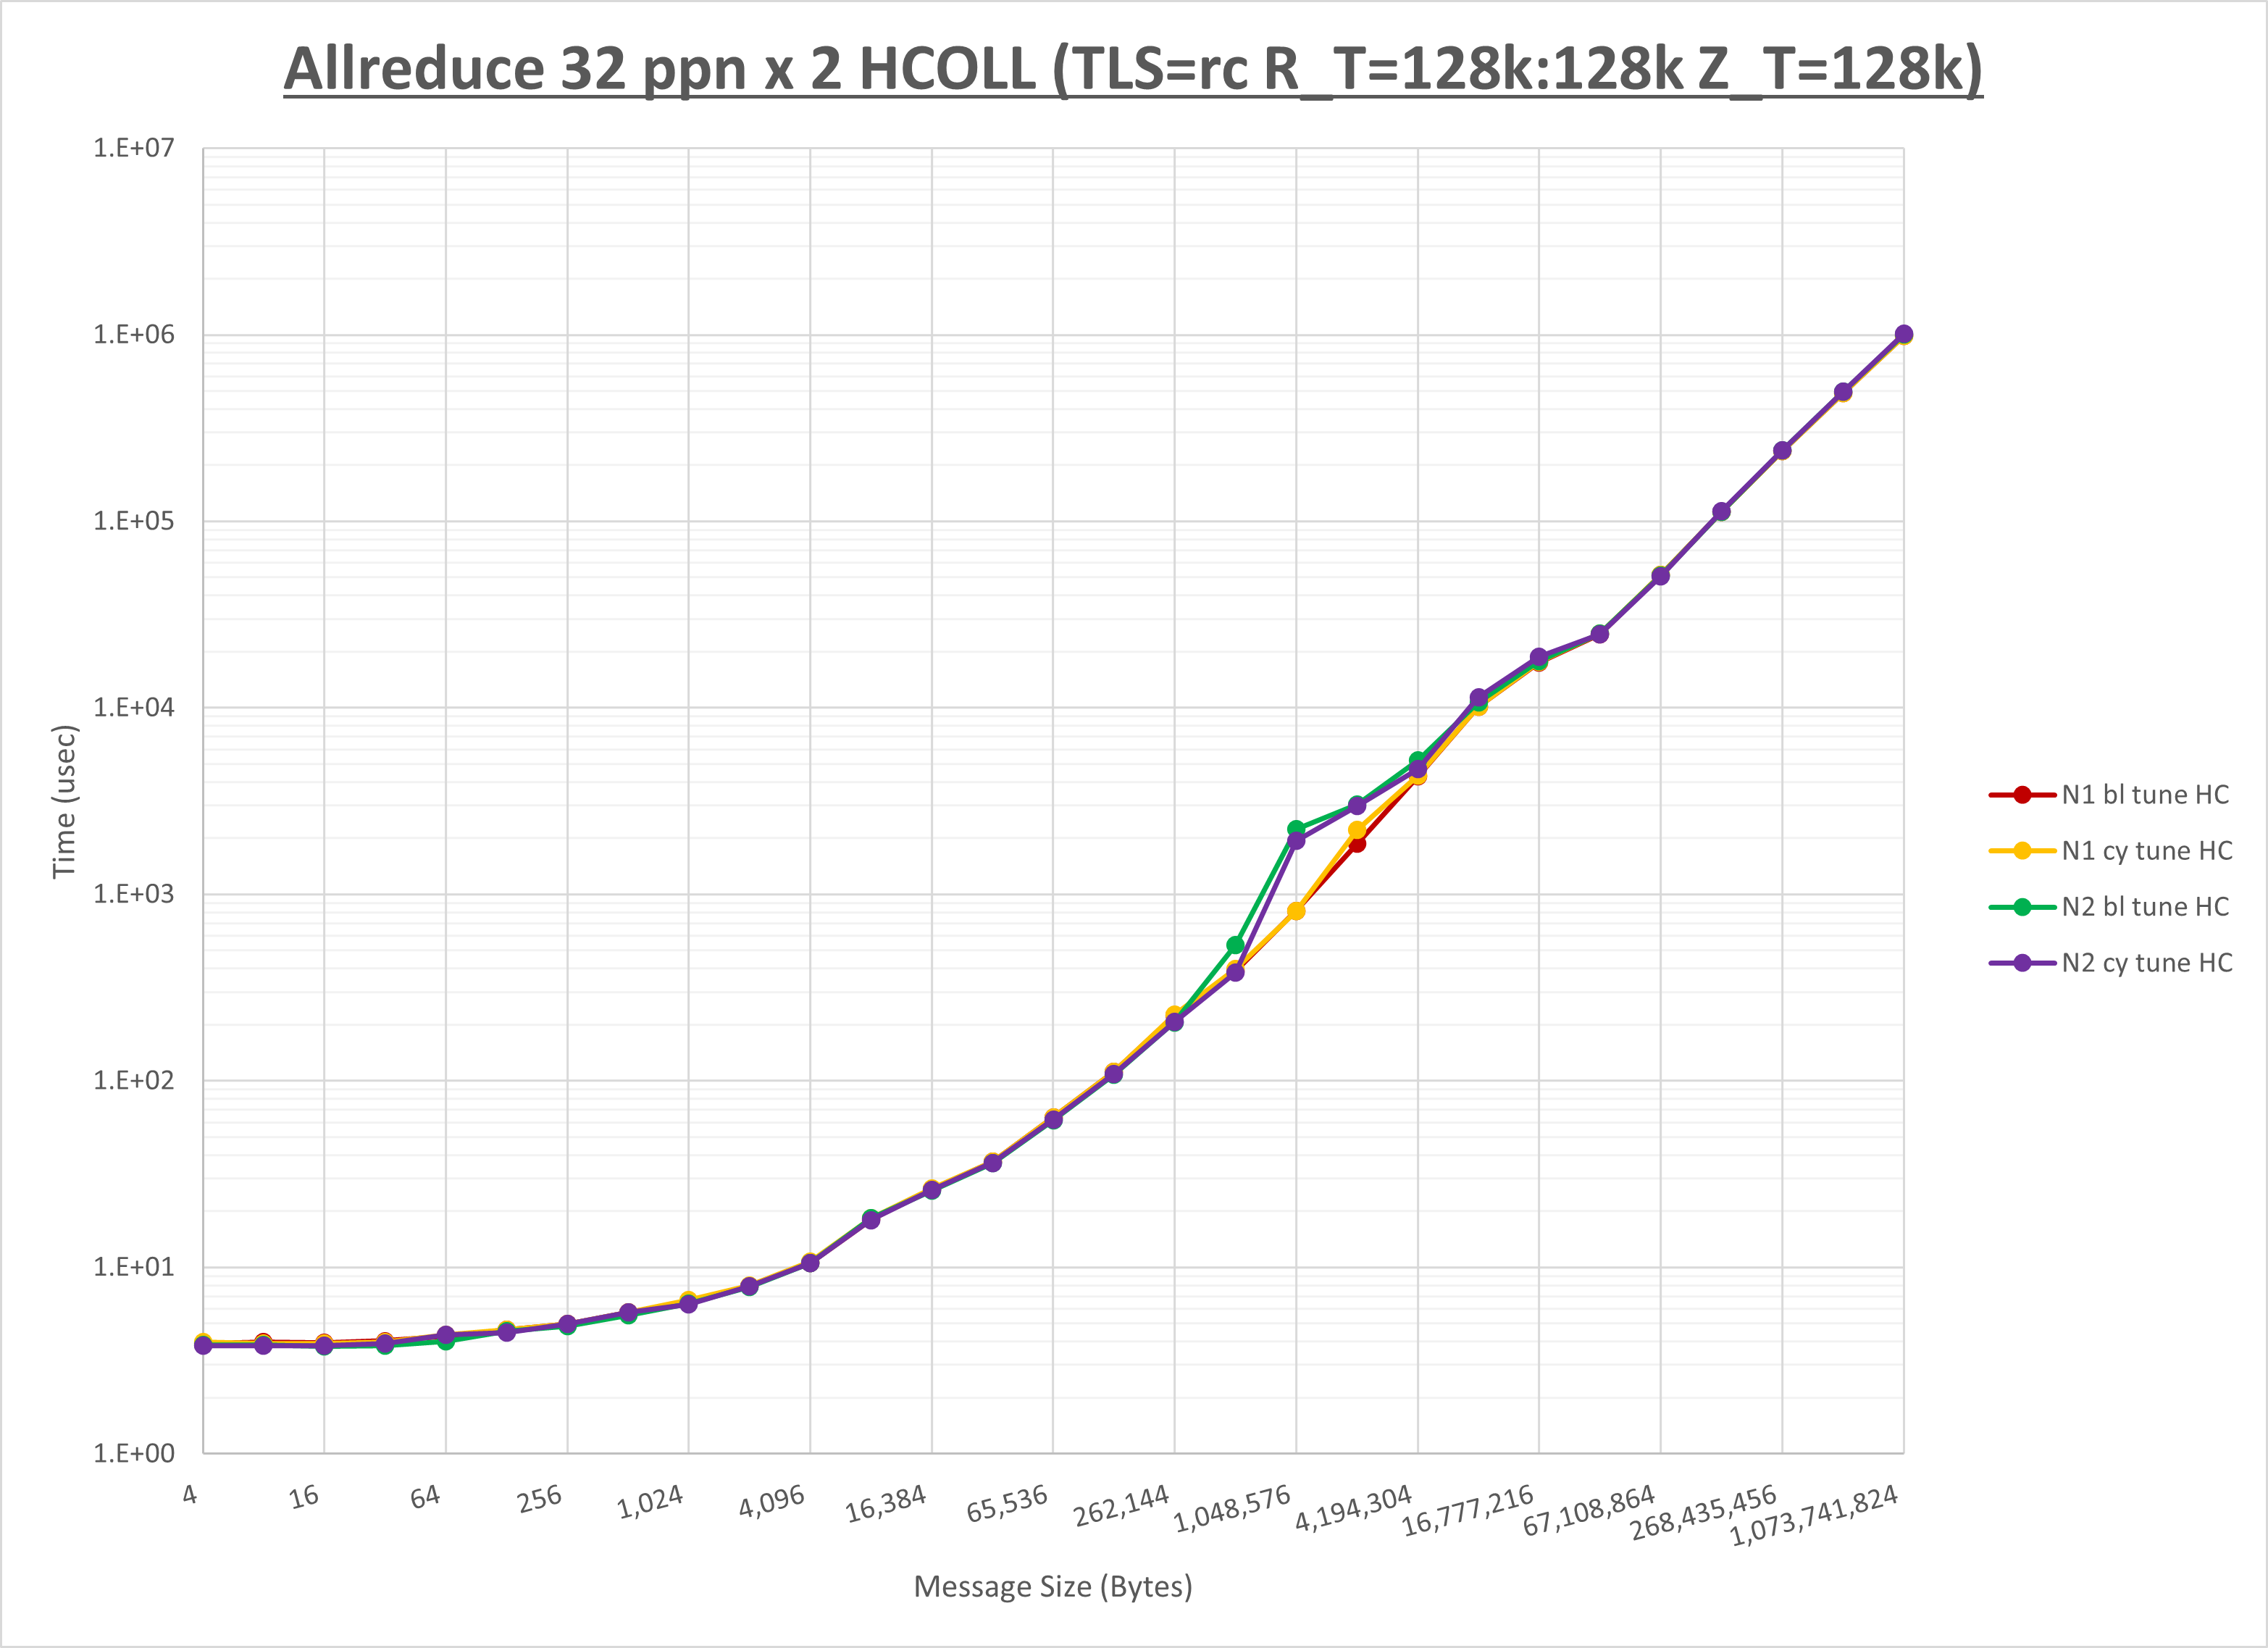 Allreduce 32 ppn x 2 HCOLL (TLS=rc R_T=128k:128k Z_T=128k)
1.E+07
1.E+06
1.E+05
1.E+04
1.E+03
1.E+02
1.E+01
1.E+00
Time (usec)
4
16
64
256
1,024
4,096
16,384
65,536
262,144
1,048,576
4,194,304
16,777,216
67,108,864
268,435,456
1,073,741,824
Message Size (Bytes)
N1 bl tune HC
N1 cy tune HC
N2 bl tune HC
N2 cy tune HC